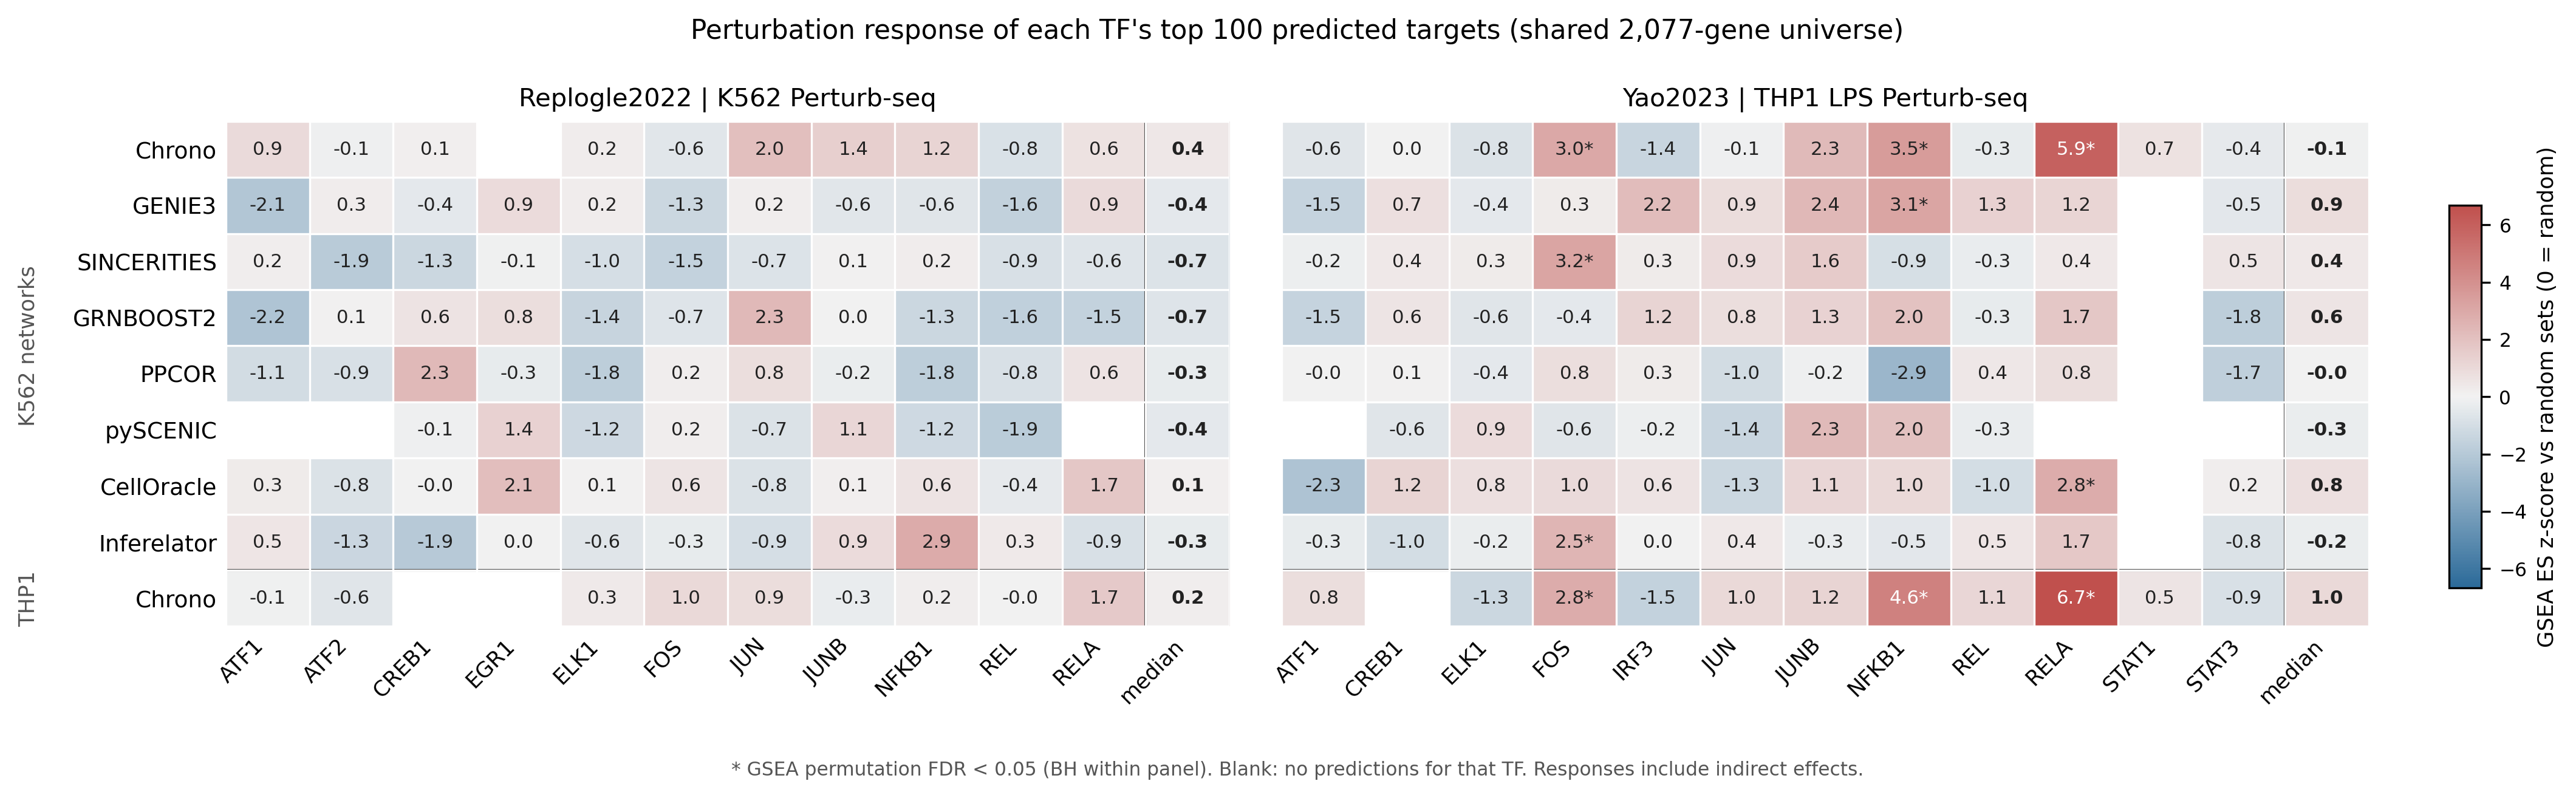 Perturbation response of each TF's top 100 predicted targets (shared 2,077-gene universe)
Replogle2022 | K562 Perturb-seq
Yao2023 | THP1 LPS Perturb-seq
K562 networks
THP1
Chrono 0.9 -0.1 0.1 0.2 -0.6 2.0 1.4 1.2 -0.8 0.6 0.4 -0.6 0.0 -0.8 3.0* -1.4 -0.1 2.3 3.5* -0.3 5.9* 0.7 -0.4 -0.1
GENIE3 -2.1 0.3 -0.4 0.9 0.2 -1.3 0.2 -0.6 -0.6 -1.6 0.9 -0.4 -1.5 0.7 -0.4 0.3 2.2 0.9 2.4 3.1* 1.3 1.2 -0.5 0.9
SINCERITIES 0.2 -1.9 -1.3 -0.1 -1.0 -1.5 -0.7 0.1 0.2 -0.9 -0.6 -0.7 -0.2 0.4 0.3 3.2* 0.3 0.9 1.6 -0.9 -0.3 0.4 0.5 0.4
GRNBOOST2 -2.2 0.1 0.6 0.8 -1.4 -0.7 2.3 0.0 -1.3 -1.6 -1.5 -0.7 -1.5 0.6 -0.6 -0.4 1.2 0.8 1.3 2.0 -0.3 1.7 -1.8 0.6
PPCOR -1.1 -0.9 2.3 -0.3 -1.8 0.2 0.8 -0.2 -1.8 -0.8 0.6 -0.3 -0.0 0.1 -0.4 0.8 0.3 -1.0 -0.2 -2.9 0.4 0.8 -1.7 -0.0
pySCENIC -0.1 1.4 -1.2 0.2 -0.7 1.1 -1.2 -1.9 -0.4 -0.6 0.9 -0.6 -0.2 -1.4 2.3 2.0 -0.3 -0.3
CellOracle 0.3 -0.8 -0.0 2.1 0.1 0.6 -0.8 0.1 0.6 -0.4 1.7 0.1 -2.3 1.2 0.8 1.0 0.6 -1.3 1.1 1.0 -1.0 2.8* 0.2 0.8
Inferelator 0.5 -1.3 -1.9 0.0 -0.6 -0.3 -0.9 0.9 2.9 0.3 -0.9 -0.3 -0.3 -1.0 -0.2 2.5* 0.0 0.4 -0.3 -0.5 0.5 1.7 -0.8 -0.2
Chrono -0.1 -0.6 0.3 1.0 0.9 -0.3 0.2 -0.0 1.7 0.2 0.8 -1.3 2.8* -1.5 1.0 1.2 4.6* 1.1 6.7* 0.5 -0.9 1.0
ATF1 ATF2 CREB1 EGR1 ELK1 FOS JUN JUNB NFKB1 REL RELA median
ATF1 CREB1 ELK1 FOS IRF3 JUN JUNB NFKB1 REL RELA STAT1 STAT3 median
6
4
2
0
−2
−4
−6
GSEA ES z-score vs random sets (0 = random)
* GSEA permutation FDR < 0.05 (BH within panel). Blank: no predictions for that TF. Responses include indirect effects.